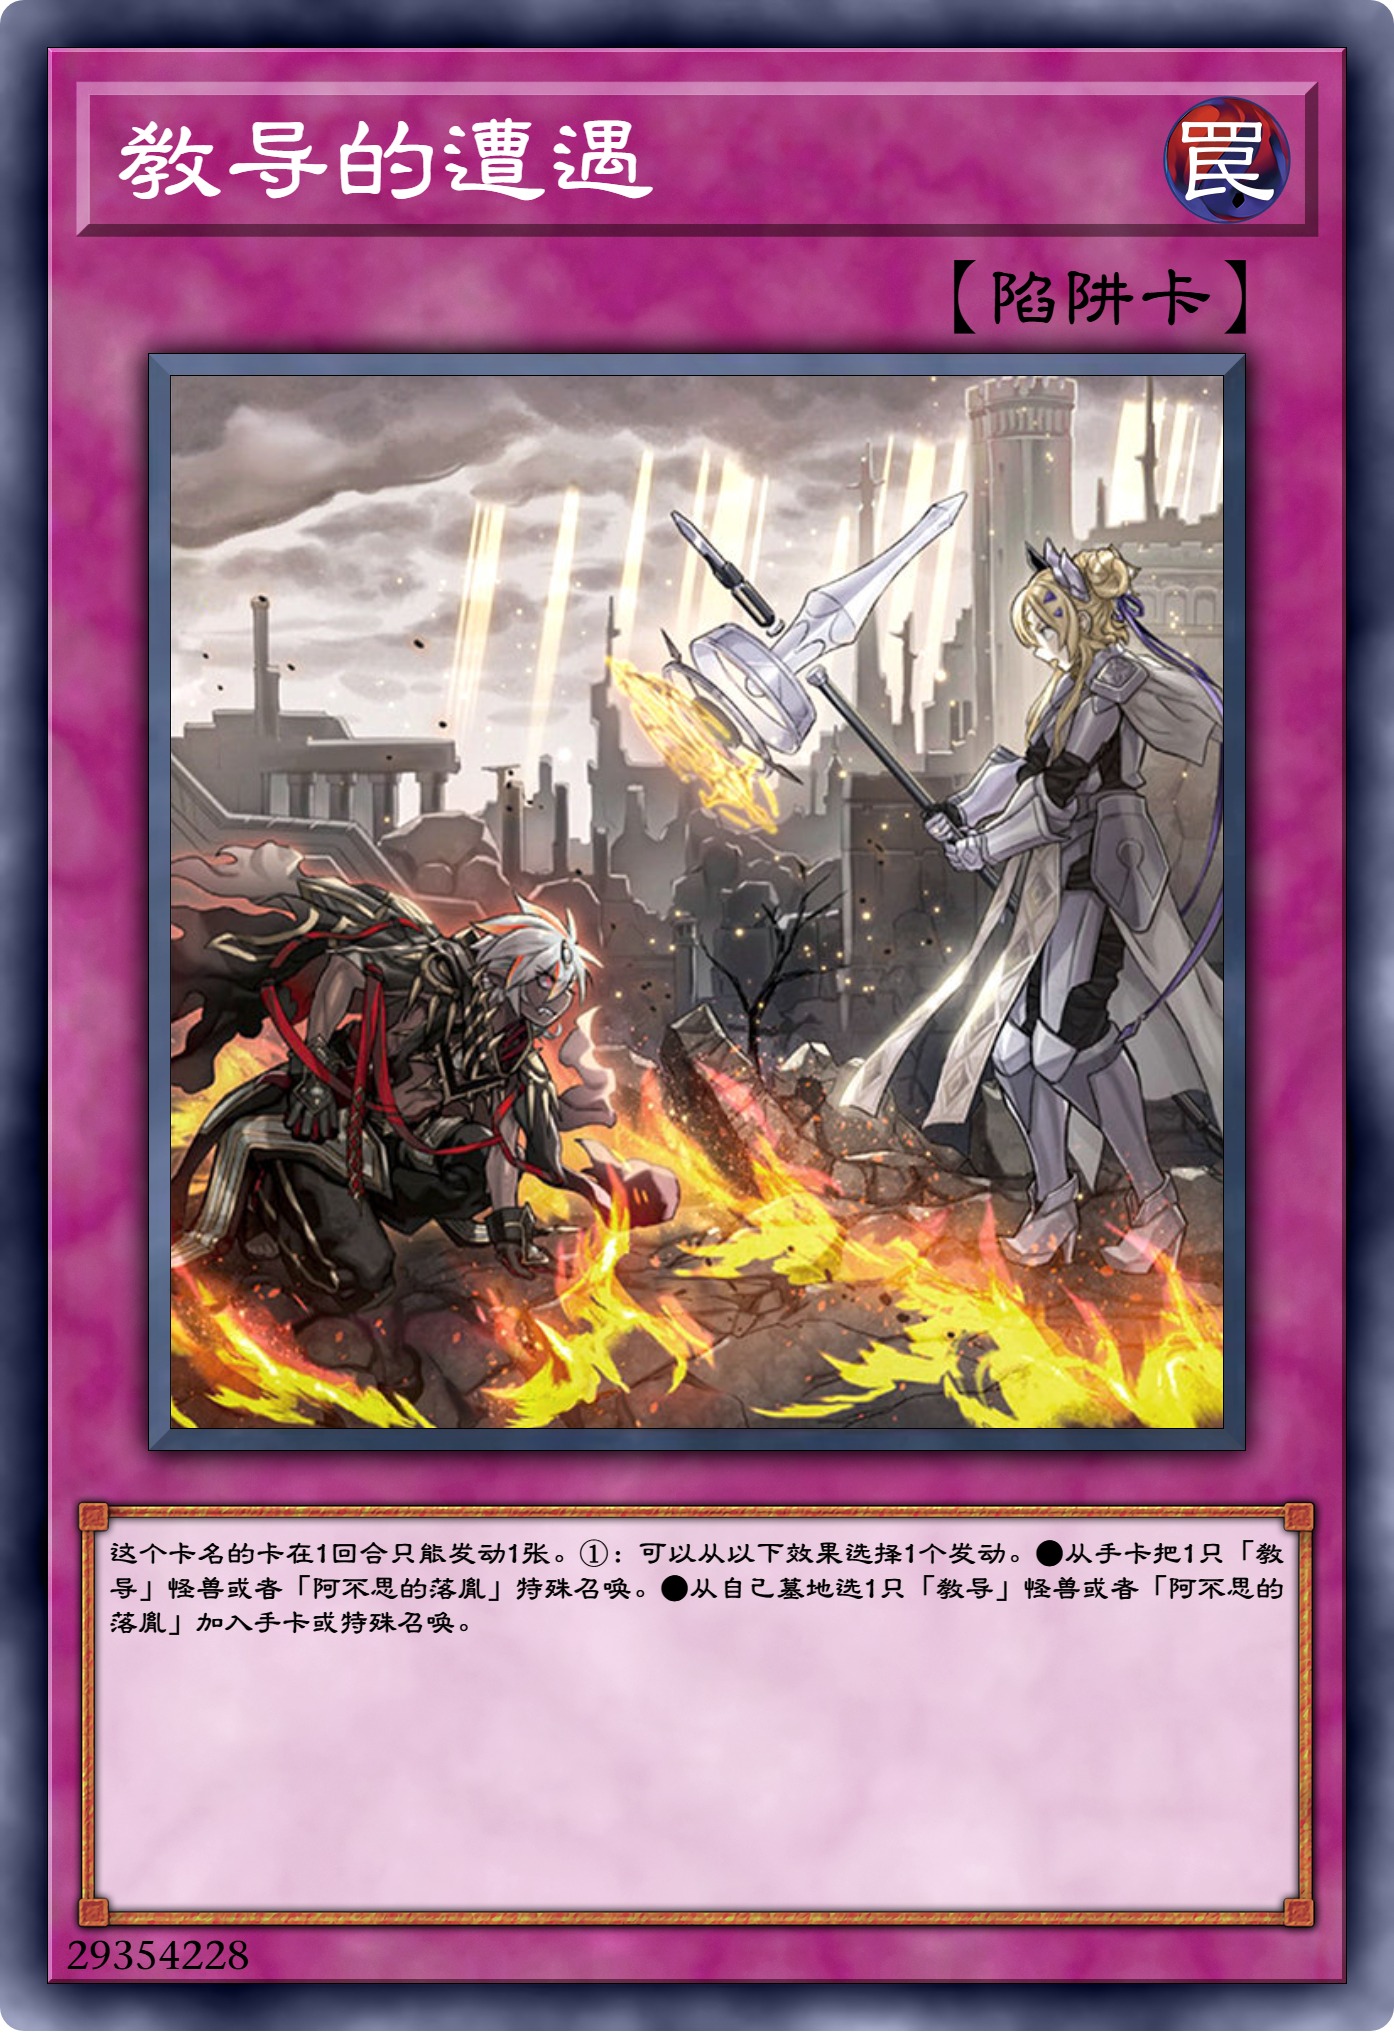 教导的遭遇
罠
【陷阱卡】
这个卡名的卡在1回合只能发动1张。①：可以从以下效果选择1个发动。●从手卡把1只「教
导」怪兽或者「阿不思的落胤」特殊召唤。●从自己墓地选1只「教导」怪兽或者「阿不思的
落胤」加入手卡或特殊召唤。
29354228